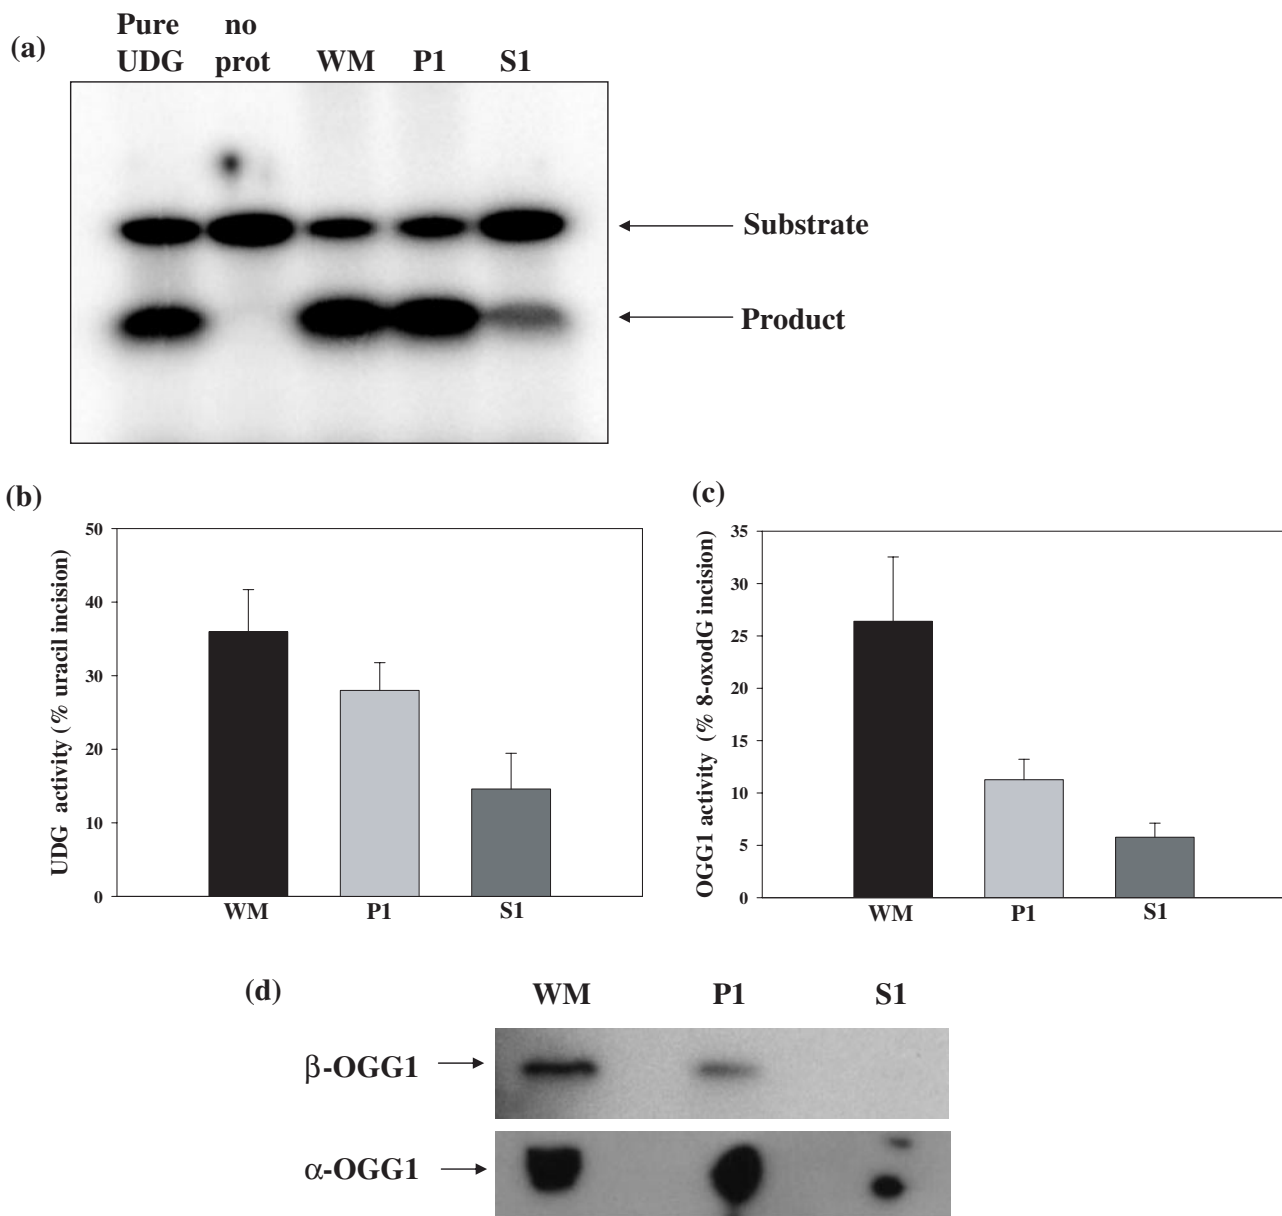 (a)
Pure no
UDG prot WM P1 S1
Substrate
Product
(b)
UDG activity (% uracil incision)
50
40
30
20
10
0
WM P1 S1
(c)
OGG1 activity (% 8-oxodG incision)
35
30
25
20
15
10
5
0
WM P1 S1
(d)
WM P1 S1
β-OGG1
α-OGG1